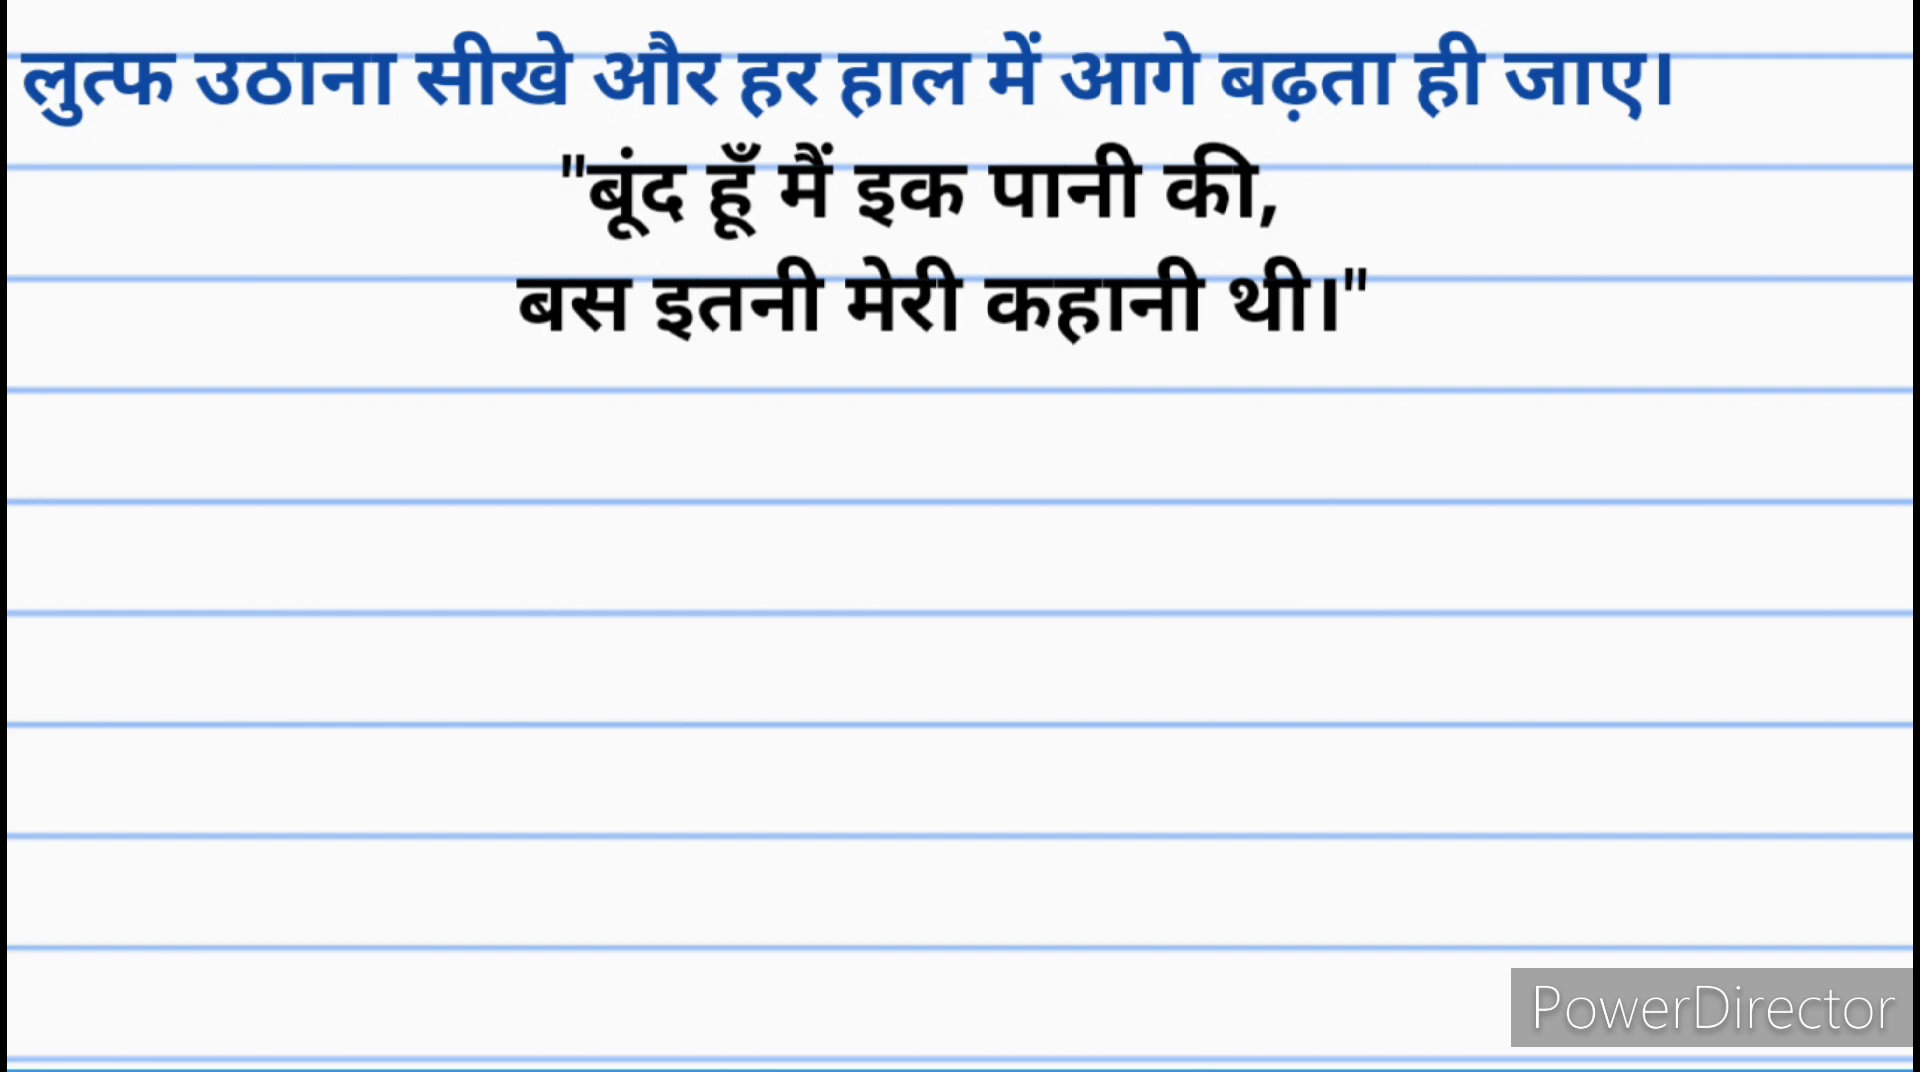 लुत्फ उठाना सीखे और हर हाल में आगे बढ़ता ही जाए।
"बूंद हूँ मैं इक पानी की,
बस इतनी मेरी कहानी थी।"
PowerDirector